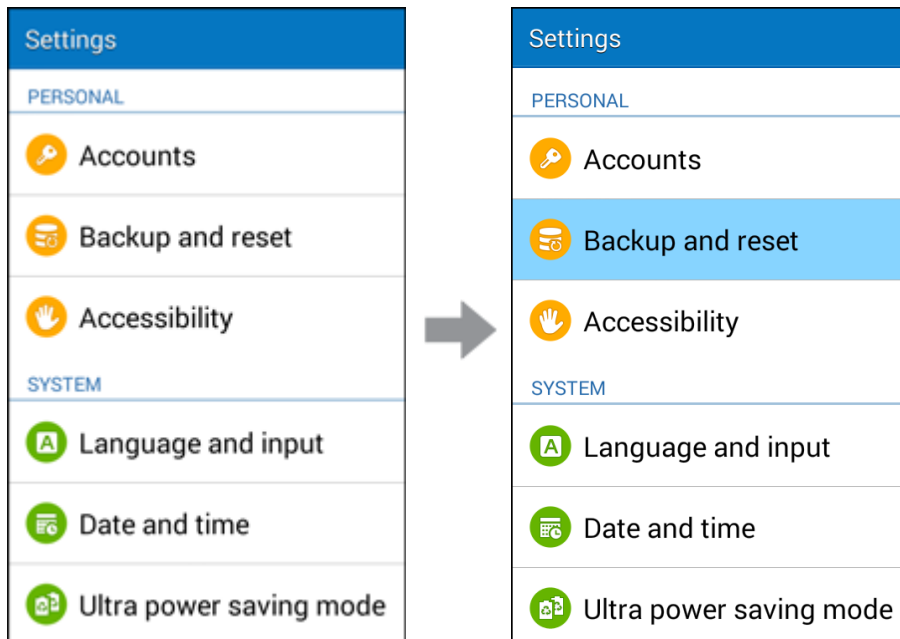 Settings
PERSONAL
Accounts
Backup and reset
Accessibility
SYSTEM
A Language and input
Date and time
Ultra power saving mode
Settings
PERSONAL
Accounts
Backup and reset
Accessibility
SYSTEM
A Language and input
Date and time
Ultra power saving mode